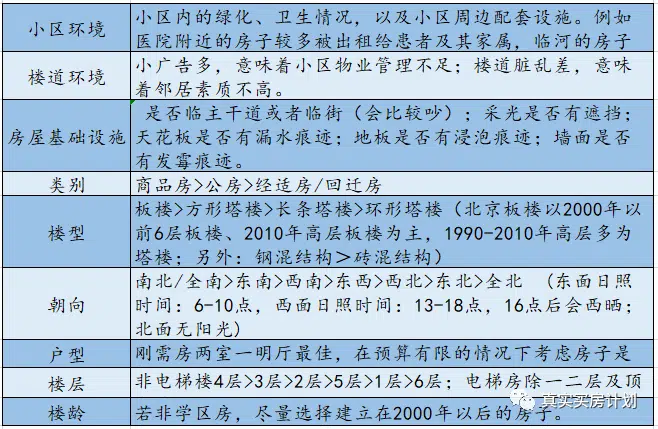 小区环境
小区内的绿化、卫生情况，以及小区周边配套设施。例如
医院附近的房子较多被出租给患者及其家属，临河的房子
楼道环境
小广告多，意味着小区物业管理不足；楼道脏乱差，意味
着邻居素质不高。
房屋基础设施
是否临主干道或者临街（会比较吵）；采光是否有遮挡；
天花板是否有漏水痕迹；地板是否有浸泡痕迹；墙面是否
有发霉痕迹。
类别
商品房>公房>经适房/回迁房
楼型
板楼>方形塔楼>长条塔楼>环形塔楼（北京板楼以2000年以
前6层板楼、2010年高层板楼为主，1990-2010年高层多为
塔楼；另外：钢混结构＞砖混结构）
朝向
南北/全南>东南>西南>东西>西北>东北>全北 (东面日照
时间：6-10点，西面日照时间：13-18点，16点后会西晒；
北面无阳光)
户型
刚需房两室一明厅最佳，在预算有限的情况下考虑房子是
楼层
非电梯楼4层>3层>2层>5层>1层>6层；电梯房除一二层及顶
楼龄
若非学区房，尽量选择建立在2000年以后的房子。
真实买房计划